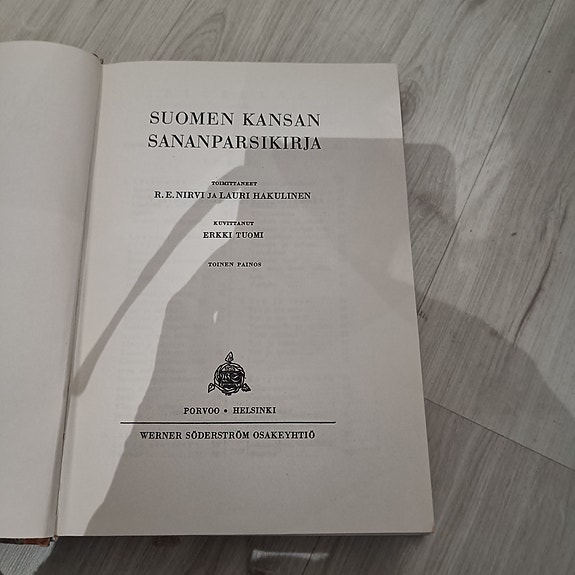 SUOMEN KANSAN
SANANPARSIKIRJA
TOIMITTANEET
R. E. NIRVI JA LAURI HAKULINEN
KUVITTANUT
ERKKI TUOMI
TOINEN PAINOS
PORVOO • HELSINKI
WERNER SÖDERSTRÖM OSAKEYHTIÖ